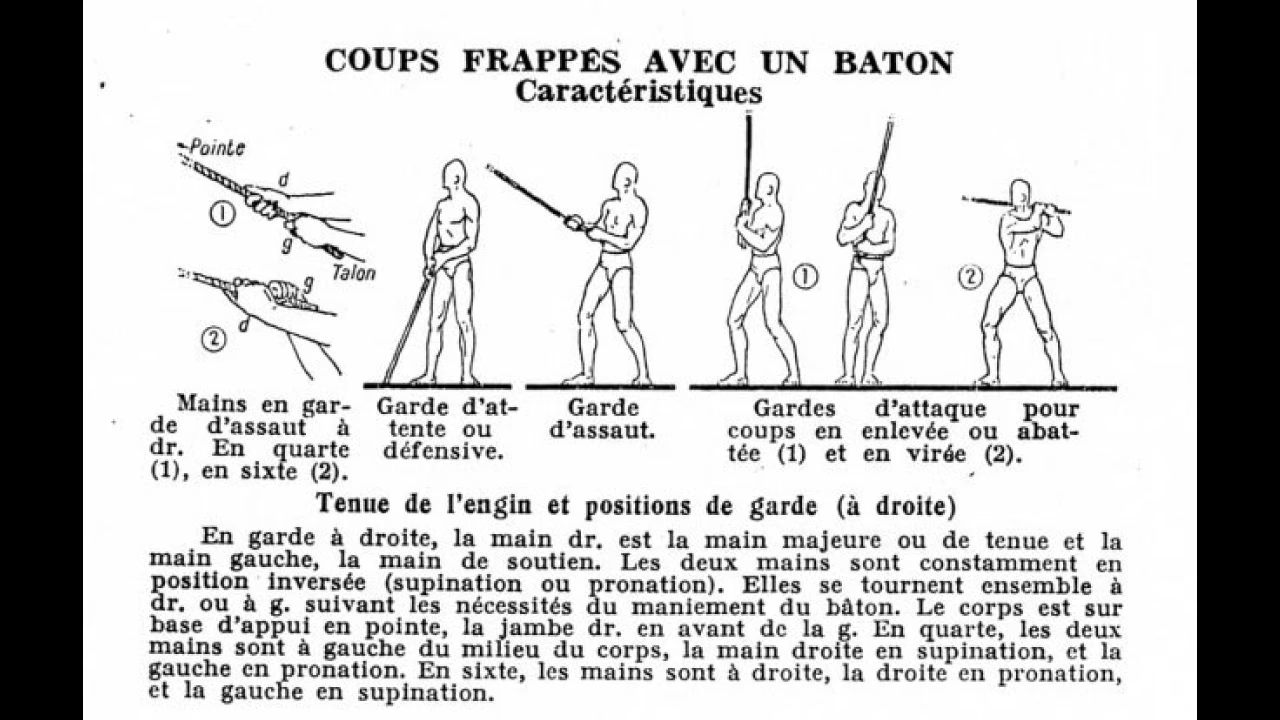 COUPS FRAPPÉS AVEC UN BATON
Caractéristiques
Pointe
d
1
g
Talon
g
d
2
1
2
Mains en gar-
de d'assaut à
dr. En quarte
(1), en sixte (2).
Garde d'at-
tente ou
défensive.
Garde
d'assaut.
Gardes d'attaque pour
coups en enlevée ou abat-
tée (1) et en virée (2).
Tenue de l'engin et positions de garde (à droite)
En garde à droite, la main dr. est la main majeure ou de tenue et la
main gauche, la main de soutien. Les deux mains sont constamment en
position inversée (supination ou pronation). Elles se tournent ensemble à
dr. ou à g. suivant les nécessités du maniement du bâton. Le corps est sur
base d'appui en pointe, la jambe dr. en avant de la g. En quarte, les deux
mains sont à gauche du milieu du corps, la main droite en supination, et la
gauche en pronation. En sixte, les mains sont à droite, la droite en pronation,
et la gauche en supination.